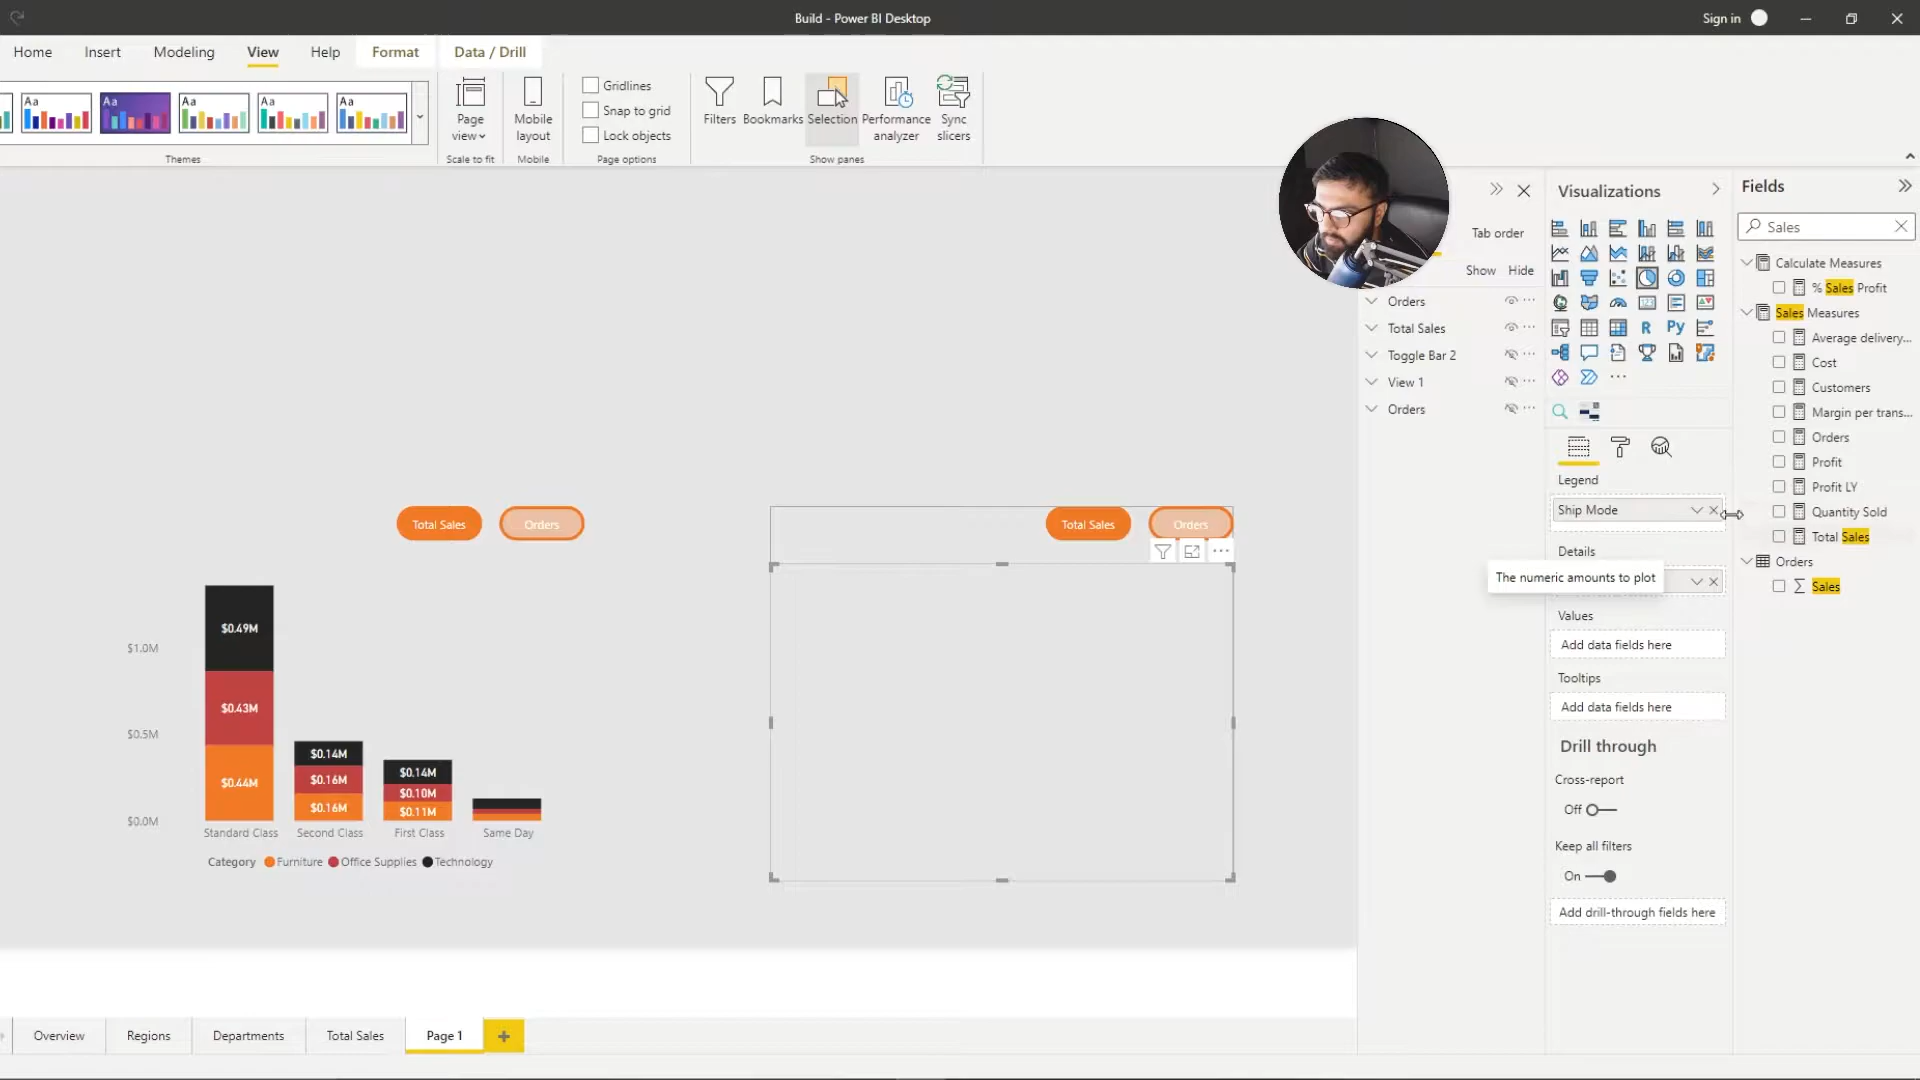 Build - Power BI Desktop
Sign in
Home Insert Modeling View Help Format Data / Drill
Aa Aa Aa Aa Aa
Themes
Page view
Scale to fit
Mobile layout
Mobile
Gridlines
Snap to grid
Lock objects
Page options
Filters
Bookmarks
Selection
Performance analyzer
Sync slicers
Show panes
Tab order
Show Hide
Orders
Total Sales
Toggle Bar 2
View 1
Orders
Total Sales Orders
$1.0M
$0.5M
$0.0M
$0.49M
$0.43M
$0.44M
$0.14M
$0.16M
$0.16M
$0.14M
$0.10M
$0.11M
Standard Class Second Class First Class Same Day
Category Furniture Office Supplies Technology
Total Sales Orders
Visualizations
123
R Py
Legend
Ship Mode
Details
The numeric amounts to plot
Values
Add data fields here
Tooltips
Add data fields here
Drill through
Cross-report
Off
Keep all filters
On
Add drill-through fields here
Fields
Sales
Calculate Measures
% Sales Profit
Sales Measures
Average delivery...
Cost
Customers
Margin per trans...
Orders
Profit
Profit LY
Quantity Sold
Total Sales
Orders
Σ Sales
Overview Regions Departments Total Sales Page 1 +